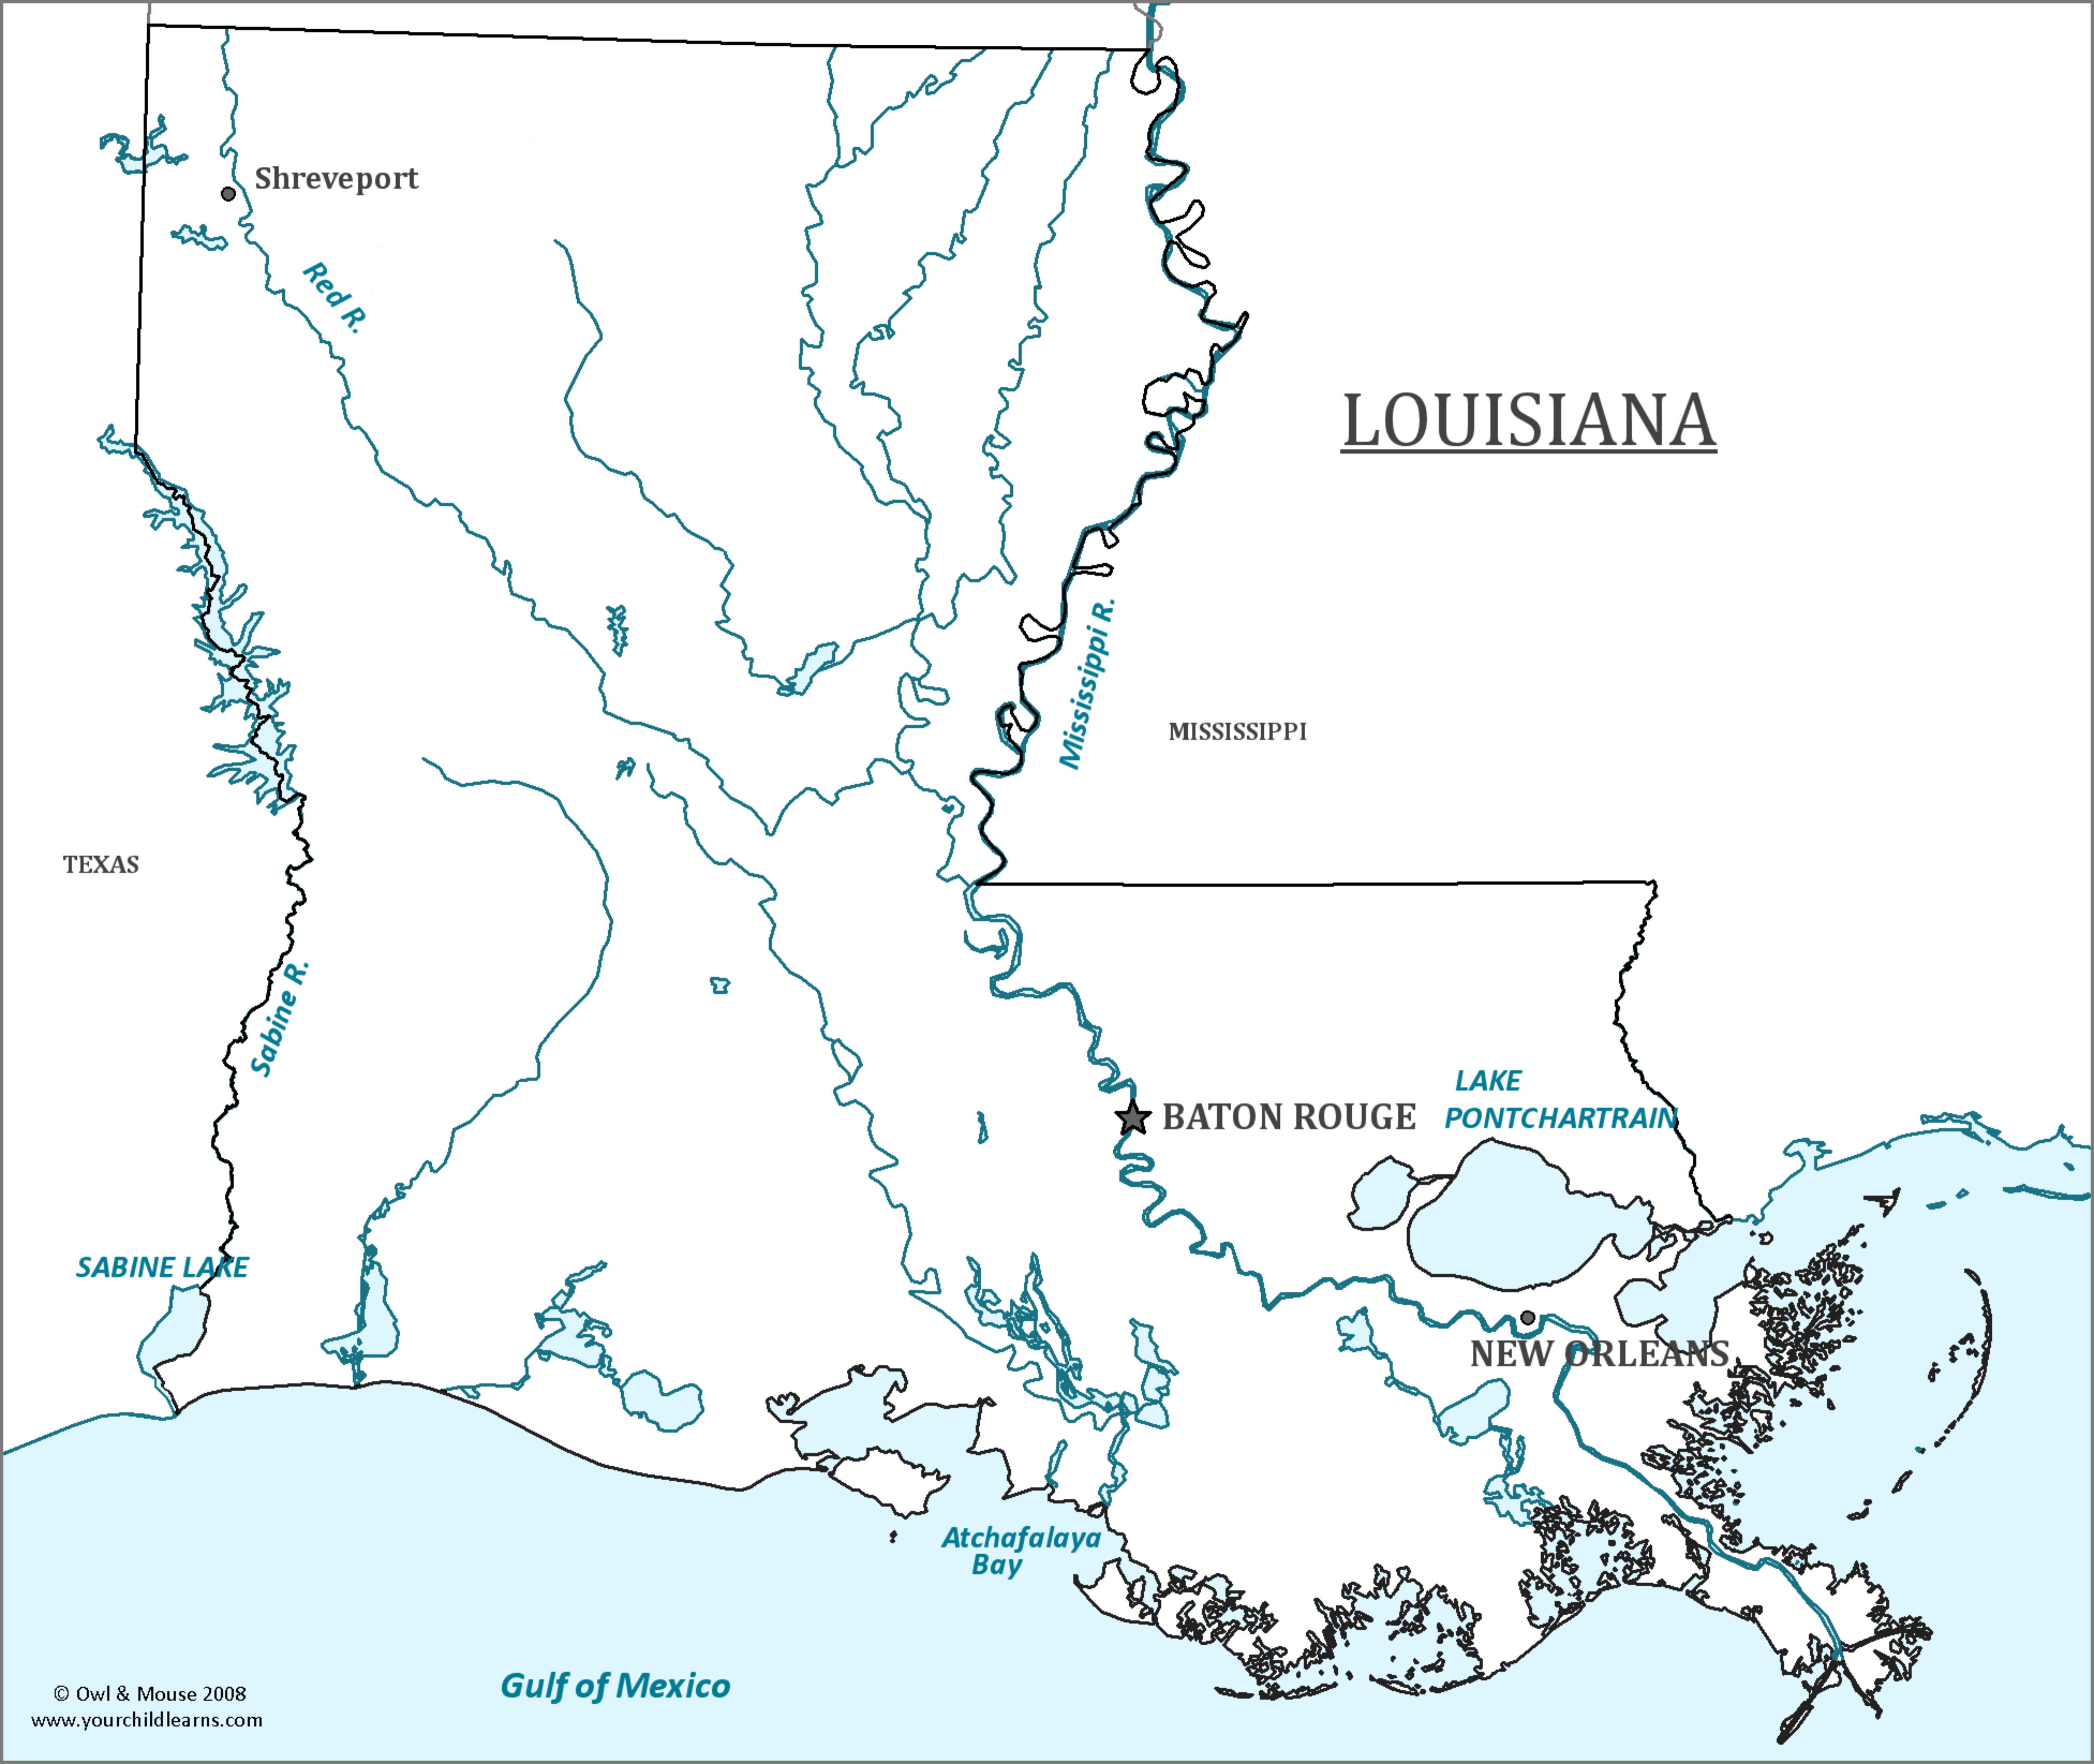 Shreveport
Red R.
LOUISIANA
Mississippi R.
MISSISSIPPI
TEXAS
Sabine R.
LAKE
PONTCHARTRAIN
BATON ROUGE
SABINE LAKE
NEW ORLEANS
Atchafalaya
Bay
Gulf of Mexico
© Owl & Mouse 2008
www.yourchildlearns.com